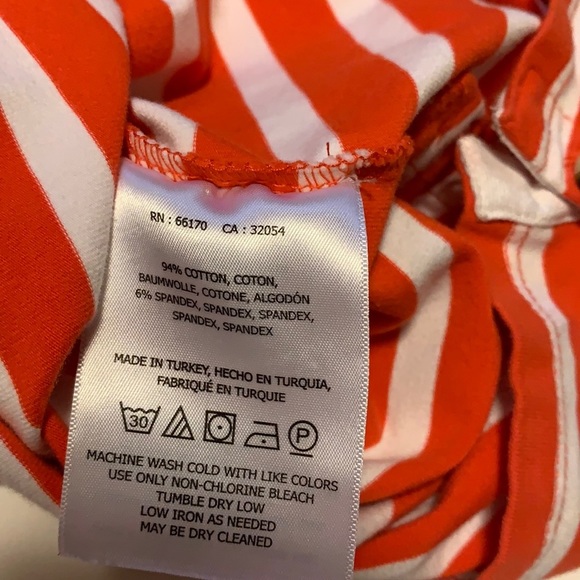 RN : 66170 CA : 32054
94% COTTON, COTON,
BAUMWOLLE, COTONE, ALGODÓN
6% SPANDEX, SPANDEX, SPANDEX,
SPANDEX, SPANDEX
MADE IN TURKEY, HECHO EN TURQUIA,
FABRIQUÉ EN TURQUIE
30 P
MACHINE WASH COLD WITH LIKE COLORS
USE ONLY NON-CHLORINE BLEACH
TUMBLE DRY LOW
LOW IRON AS NEEDED
MAY BE DRY CLEANED